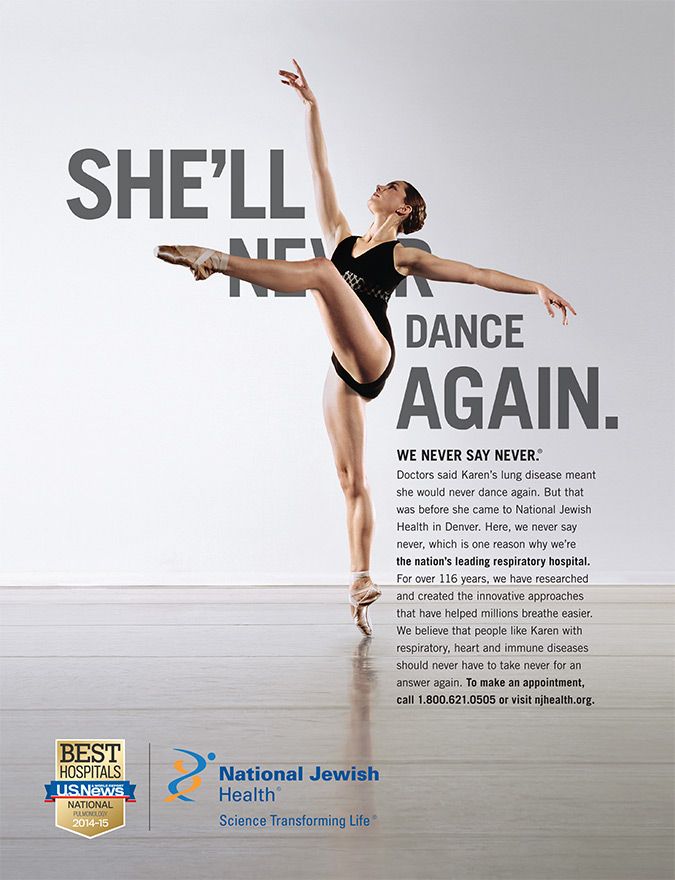 SHE'LL
NEVER
DANCE
AGAIN.
WE NEVER SAY NEVER.®
Doctors said Karen's lung disease meant
she would never dance again. But that
was before she came to National Jewish
Health in Denver. Here, we never say
never, which is one reason why we're
the nation's leading respiratory hospital.
For over 116 years, we have researched
and created the innovative approaches
that have helped millions breathe easier.
We believe that people like Karen with
respiratory, heart and immune diseases
should never have to take never for an
answer again. To make an appointment,
call 1.800.621.0505 or visit njhealth.org.
BEST
HOSPITALS
U.S.News
NATIONAL
PULMONOLOGY
2014-15
National Jewish
Health®
Science Transforming Life®